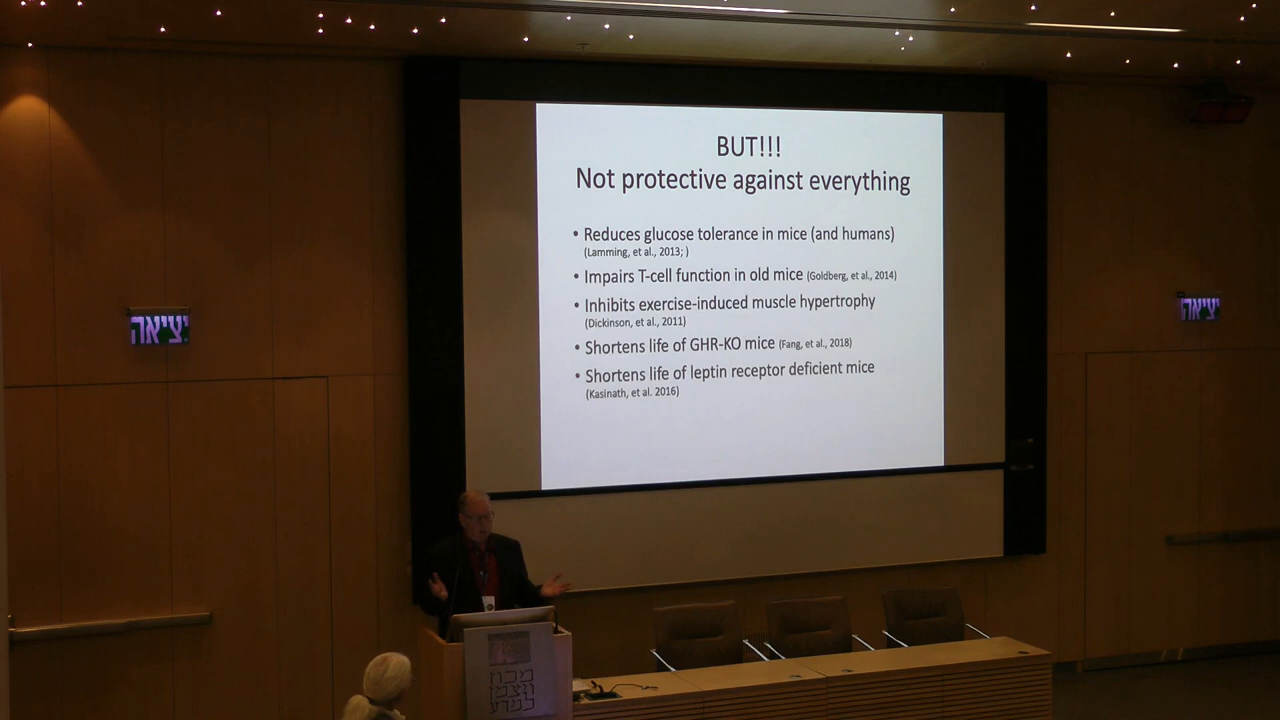 BUT!!!
Not protective against everything
• Reduces glucose tolerance in mice (and humans)
(Lamming, et al., 2013; )
• Impairs T-cell function in old mice (Goldberg, et al., 2014)
• Inhibits exercise-induced muscle hypertrophy
(Dickinson, et al., 2011)
• Shortens life of GHR-KO mice (Fang, et al., 2018)
• Shortens life of leptin receptor deficient mice
(Kasinath, et al. 2016)
יציאה
יציאה
מכון
ויצמן
למדע